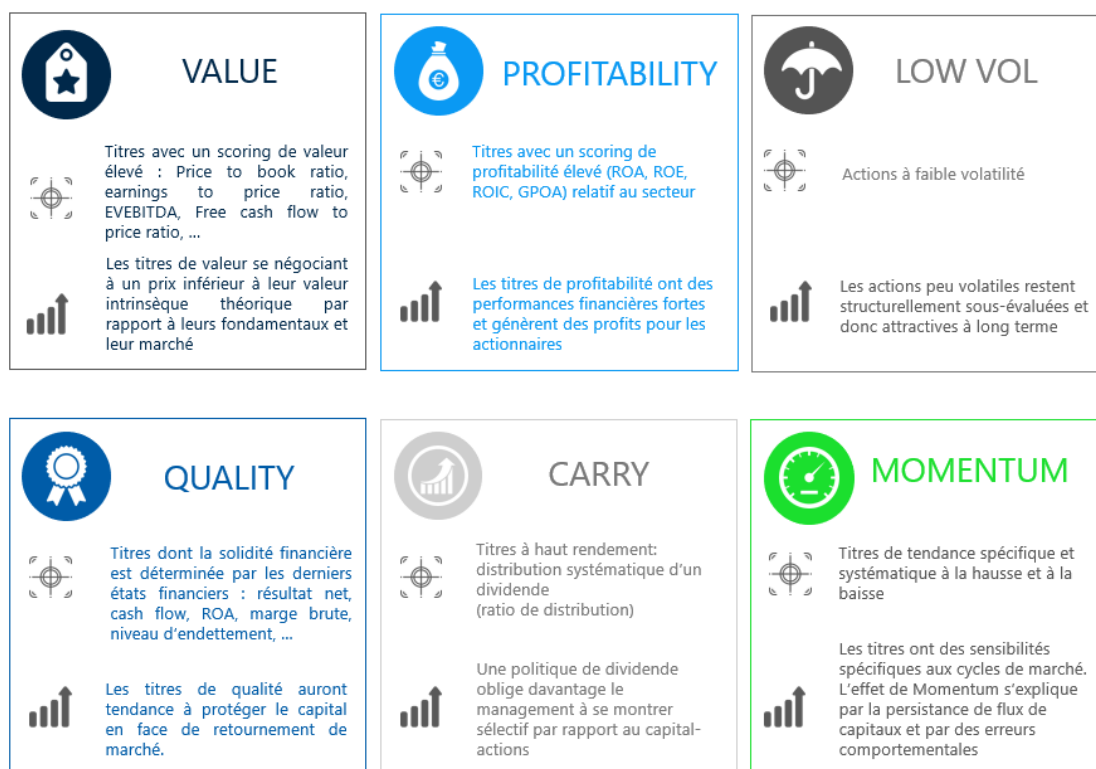 VALUE
Titres avec un scoring de valeur
élevé : Price to book ratio,
earnings to price ratio,
EVEBITDA, Free cash flow to
price ratio, ...
Les titres de valeur se négociant
à un prix inférieur à leur valeur
intrinsèque théorique par
rapport à leurs fondamentaux et
leur marché
PROFITABILITY
€
Titres avec un scoring de
profitabilité élevé (ROA, ROE,
ROIC, GPOA) relatif au secteur
Les titres de profitabilité ont des
performances financières fortes
et génèrent des profits pour les
actionnaires
LOW VOL
Actions à faible volatilité
Les actions peu volatiles restent
structurellement sous-évaluées et
donc attractives à long terme
QUALITY
Titres dont la solidité financière
est déterminée par les derniers
états financiers : résultat net,
cash flow, ROA, marge brute,
niveau d'endettement, ...
Les titres de qualité auront
tendance à protéger le capital
en face de retournement de
marché.
CARRY
Titres à haut rendement:
distribution systématique d'un
dividende
(ratio de distribution)
Une politique de dividende
oblige davantage le
management à se montrer
sélectif par rapport au capital-
actions
MOMENTUM
Titres de tendance spécifique et
systématique à la hausse et à la
baisse
Les titres ont des sensibilités
spécifiques aux cycles de marché.
L'effet de Momentum s'explique
par la persistance de flux de
capitaux et par des erreurs
comportementales